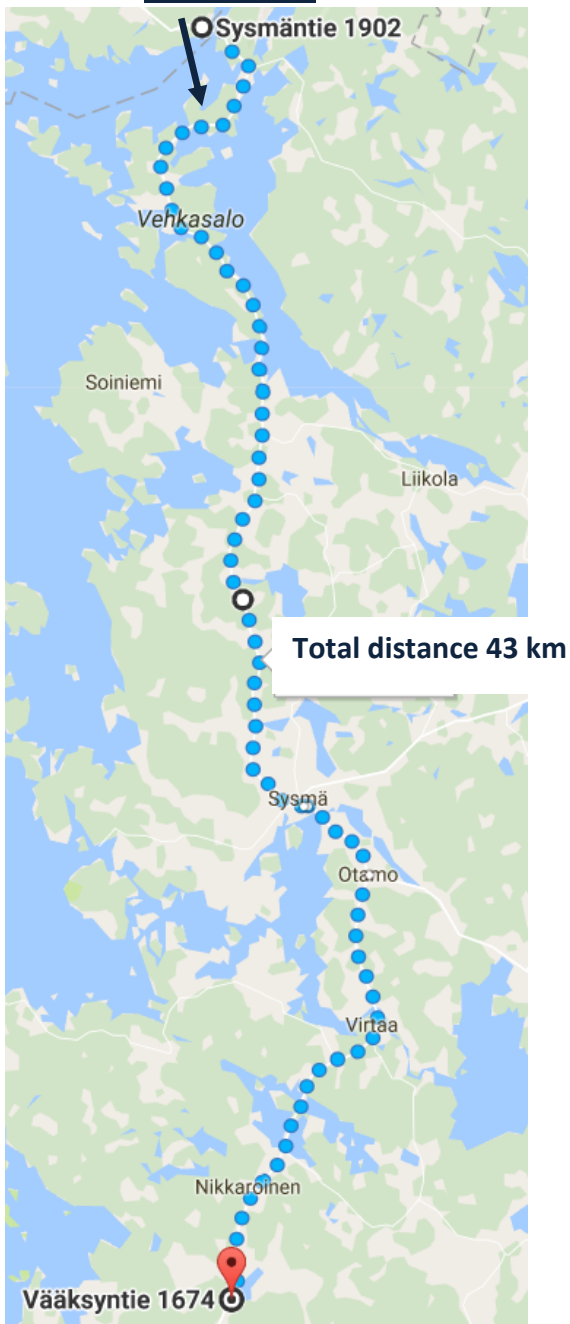 Sysmäntie 1902
Vehkasalo
Soiniemi
Liikola
Total distance 43 km
Sysmä
Otamo
Virtaa
Nikkaroinen
Vääksyntie 1674